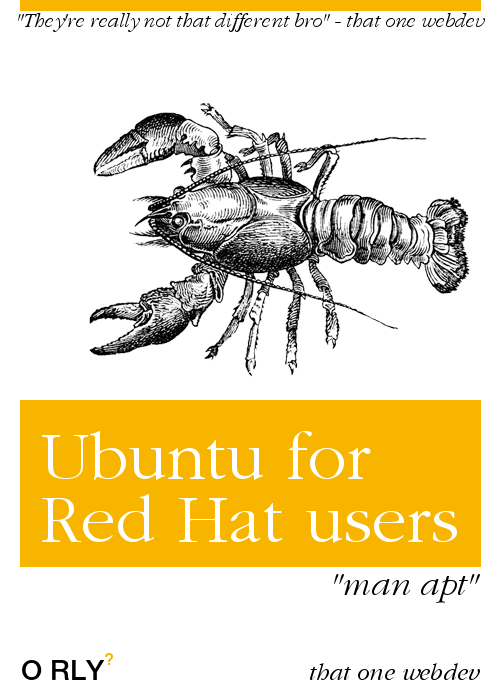 "They're really not that different bro" - that one webdev
Ubuntu for
Red Hat users
"man apt"
O RLY?
that one webdev